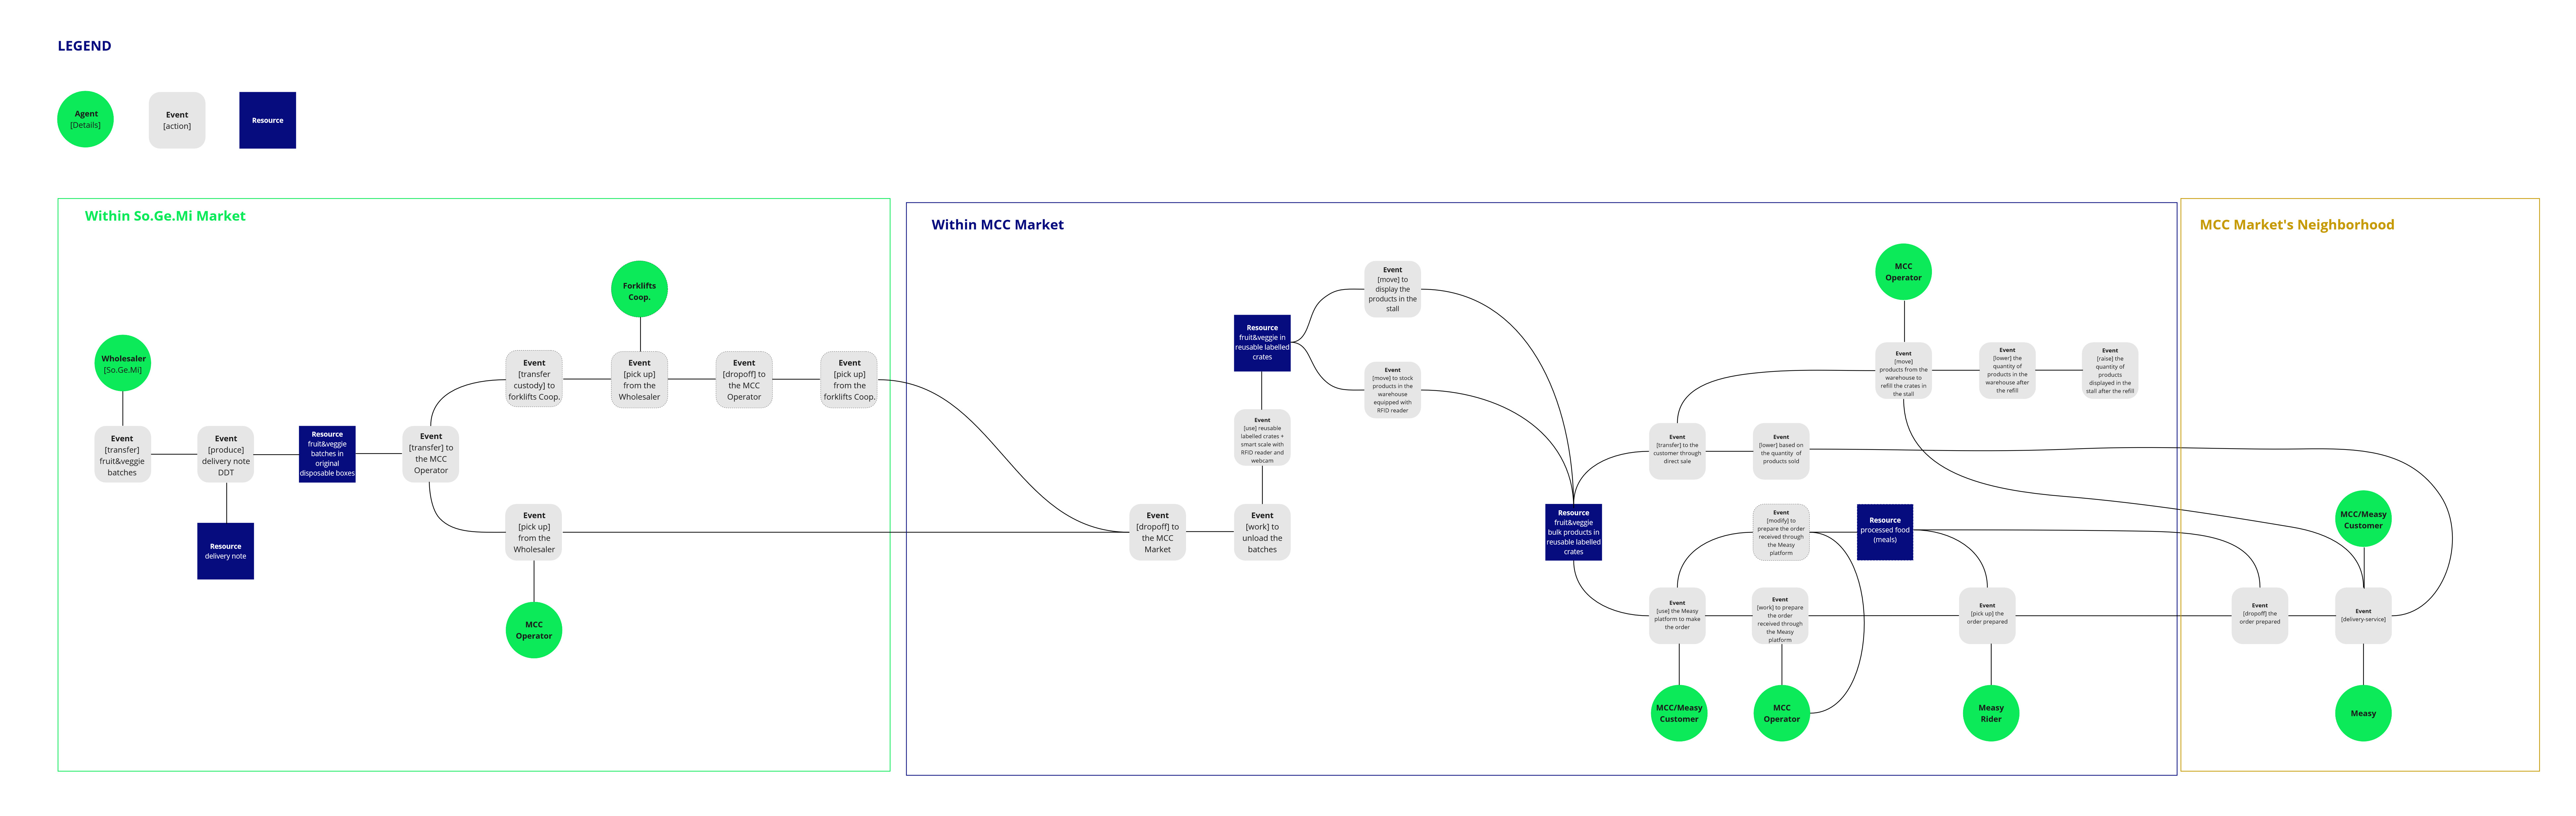 LEGEND
Agent
[Details]
Event
[action]
Resource
Within So.Ge.Mi Market
Wholesaler
[So.Ge.Mi]
Event
[transfer]
fruit&veggie
batches
Event
[produce]
delivery note
DDT
Resource
delivery note
Resource
fruit&veggie
batches in
original
disposable boxes
Event
[transfer] to
the MCC
Operator
Event
[transfer
custody] to
forklifts Coop.
Forklifts
Coop.
Event
[pick up]
from the
Wholesaler
Event
[dropoff] to
the MCC
Operator
Event
[pick up]
from the
forklifts Coop.
Event
[pick up]
from the
Wholesaler
MCC
Operator
Within MCC Market
Event
[dropoff] to
the MCC
Market
Event
[work] to
unload the
batches
Event
[use] reusable
labelled crates +
smart scale with
RFID reader and
webcam
Resource
fruit&veggie in
reusable labelled
crates
Event
[move] to
display the
products in the
stall
Event
[move] to stock
products in the
warehouse
equipped with
RFID reader
Resource
fruit&veggie
bulk products in
reusable labelled
crates
Event
[transfer] to the
customer through
direct sale
Event
[lower] based on
the quantity of
products sold
MCC
Operator
Event
[move]
products from the
warehouse to
refill the crates in
the stall
Event
[lower] the
quantity of
products in the
warehouse after
the refill
Event
[raise] the
quantity of
products
displayed in the
stall after the refill
Event
[modify] to
prepare the order
received through
the Measy
platform
Resource
processed food
(meals)
Event
[use] the Measy
platform to make
the order
Event
[work] to prepare
the order
received through
the Measy
platform
Event
[pick up] the
order prepared
MCC/Measy
Customer
MCC
Operator
Measy
Rider
MCC Market's Neighborhood
MCC/Measy
Customer
Event
[dropoff] the
order prepared
Event
[delivery-service]
Measy